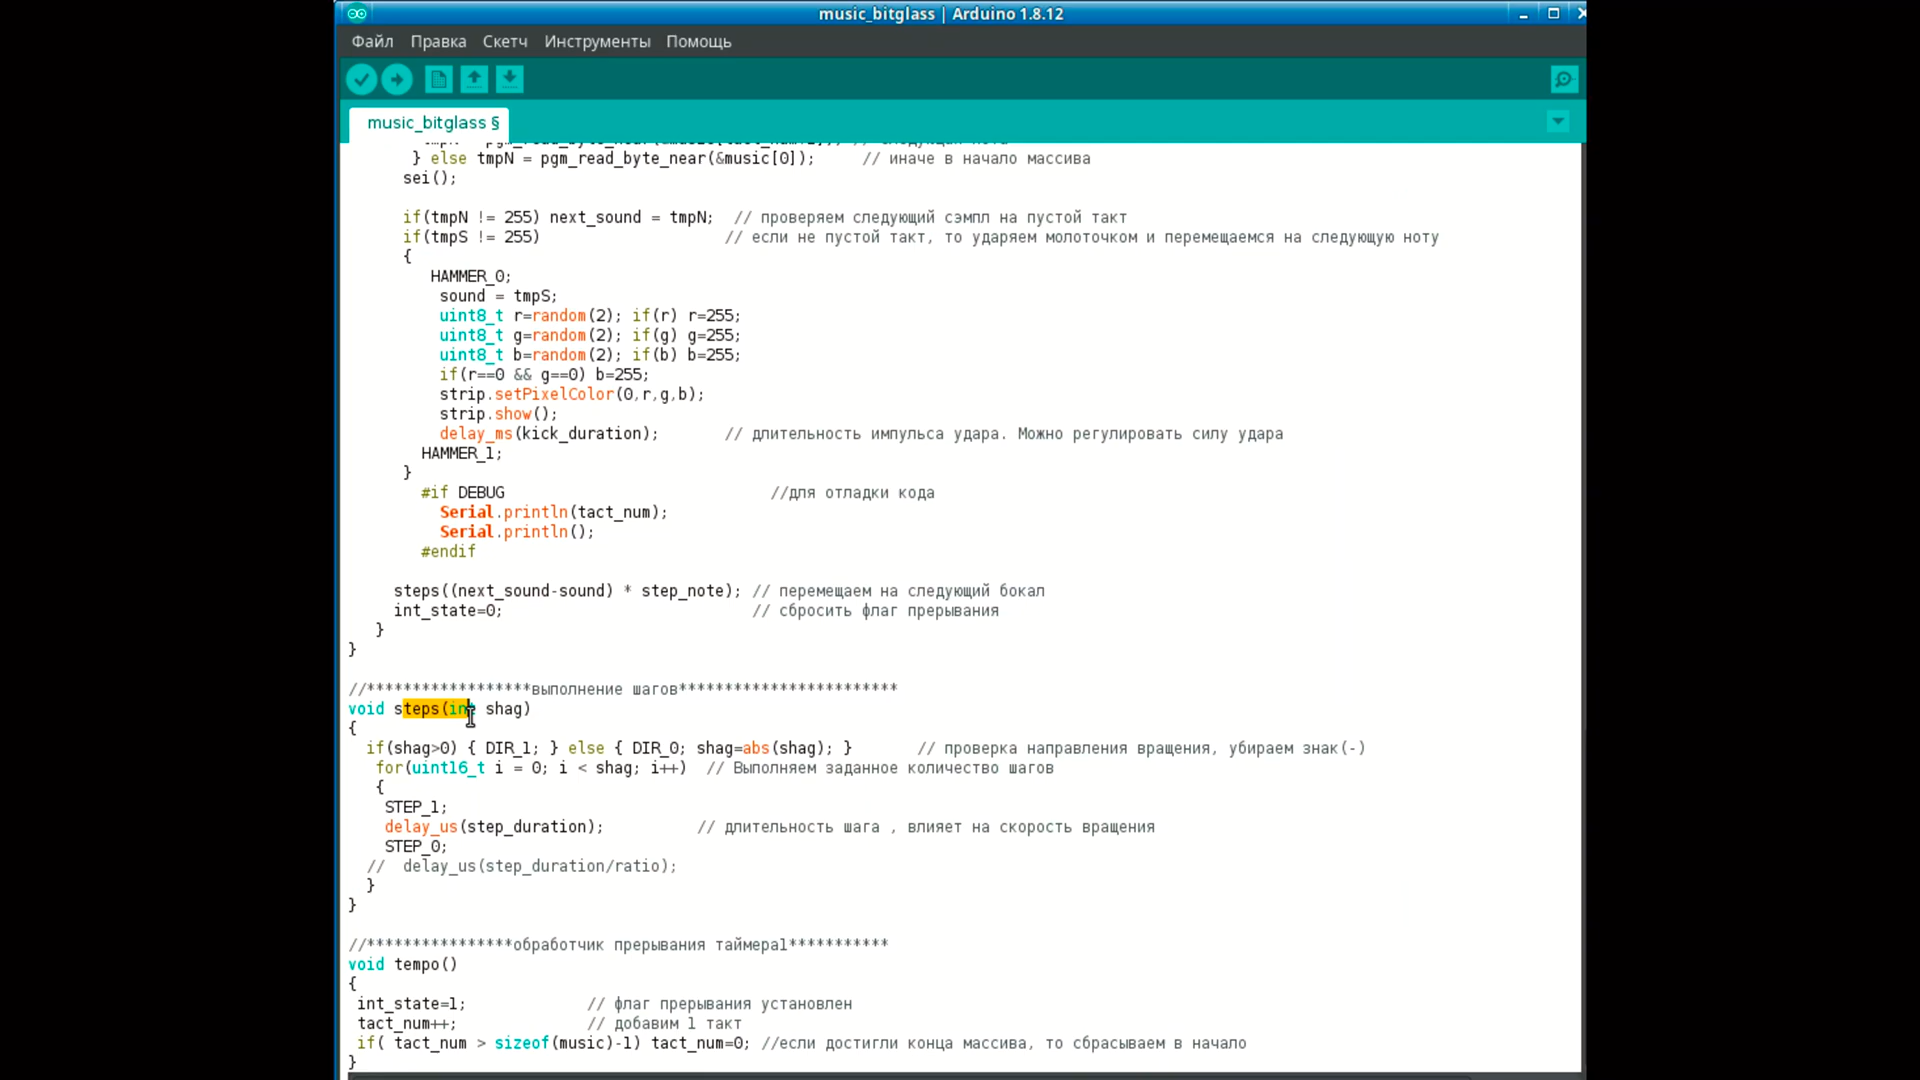 music_bitglass | Arduino 1.8.12
Файл Правка Скетч Инструменты Помощь
music_bitglass §
} else tmpN = pgm_read_byte_near(&music[0]); // иначе в начало массива
sei();
if(tmpN != 255) next_sound = tmpN; // проверяем следующий сэмпл на пустой такт
if(tmpS != 255) // если не пустой такт, то ударяем молоточком и перемещаемся на следующую ноту
{
HAMMER_0;
sound = tmpS;
uint8_t r=random(2); if(r) r=255;
uint8_t g=random(2); if(g) g=255;
uint8_t b=random(2); if(b) b=255;
if(r==0 && g==0) b=255;
strip.setPixelColor(0,r,g,b);
strip.show();
delay_ms(kick_duration); // длительность импульса удара. Можно регулировать силу удара
HAMMER_1;
}
#if DEBUG //для отладки кода
Serial.println(tact_num);
Serial.println();
#endif
steps((next_sound-sound) * step_note); // перемещаем на следующий бокал
int_state=0; // сбросить флаг прерывания
}
}
//******************выполнение шагов************************
void steps(int shag)
{
if(shag>0) { DIR_1; } else { DIR_0; shag=abs(shag); } // проверка направления вращения, убираем знак(-)
for(uint16_t i = 0; i < shag; i++) // Выполняем заданное количество шагов
{
STEP_1;
delay_us(step_duration); // длительность шага , влияет на скорость вращения
STEP_0;
// delay_us(step_duration/ratio);
}
}
//****************обработчик прерывания таймера1***********
void tempo()
{
int_state=1; // флаг прерывания установлен
tact_num++; // добавим 1 такт
if( tact_num > sizeof(music)-1) tact_num=0; //если достигли конца массива, то сбрасываем в начало
}